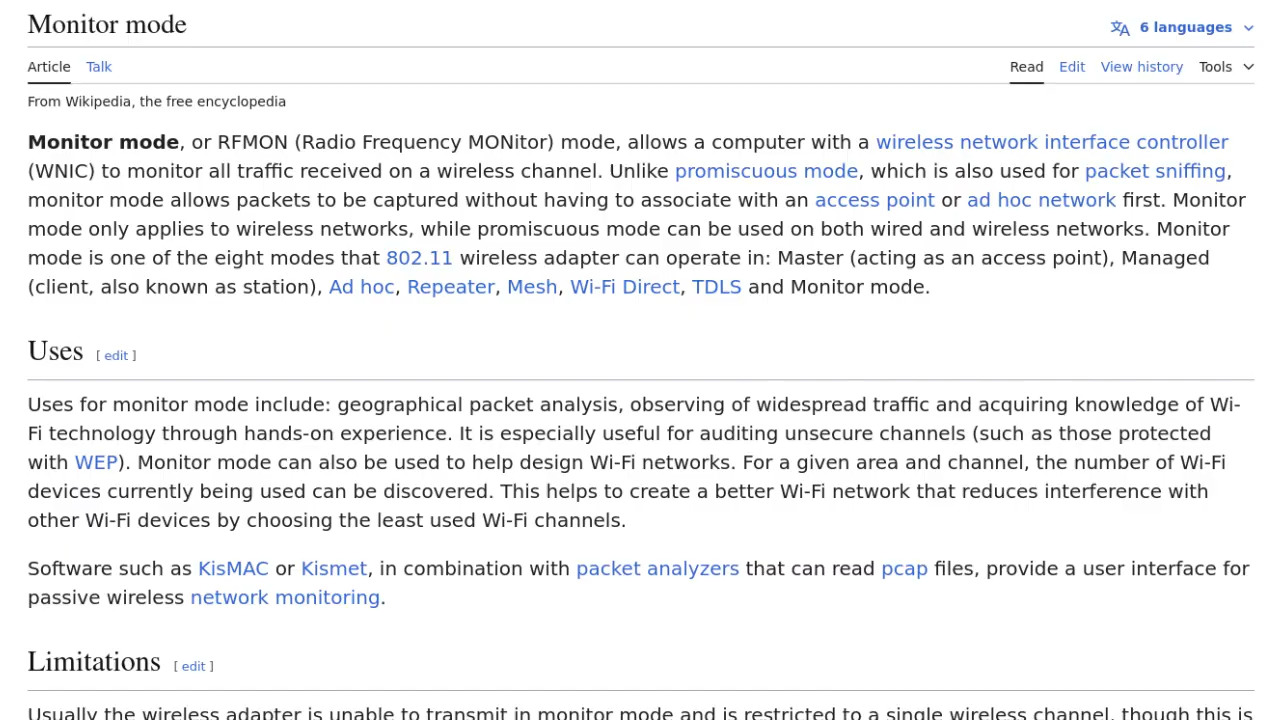 Monitor mode
6 languages
Article Talk Read Edit View history Tools
From Wikipedia, the free encyclopedia
Monitor mode, or RFMON (Radio Frequency MONitor) mode, allows a computer with a wireless network interface controller
(WNIC) to monitor all traffic received on a wireless channel. Unlike promiscuous mode, which is also used for packet sniffing,
monitor mode allows packets to be captured without having to associate with an access point or ad hoc network first. Monitor
mode only applies to wireless networks, while promiscuous mode can be used on both wired and wireless networks. Monitor
mode is one of the eight modes that 802.11 wireless adapter can operate in: Master (acting as an access point), Managed
(client, also known as station), Ad hoc, Repeater, Mesh, Wi-Fi Direct, TDLS and Monitor mode.
Uses [ edit ]
Uses for monitor mode include: geographical packet analysis, observing of widespread traffic and acquiring knowledge of Wi-
Fi technology through hands-on experience. It is especially useful for auditing unsecure channels (such as those protected
with WEP). Monitor mode can also be used to help design Wi-Fi networks. For a given area and channel, the number of Wi-Fi
devices currently being used can be discovered. This helps to create a better Wi-Fi network that reduces interference with
other Wi-Fi devices by choosing the least used Wi-Fi channels.
Software such as KisMAC or Kismet, in combination with packet analyzers that can read pcap files, provide a user interface for
passive wireless network monitoring.
Limitations [ edit ]
Usually the wireless adapter is unable to transmit in monitor mode and is restricted to a single wireless channel, though this is